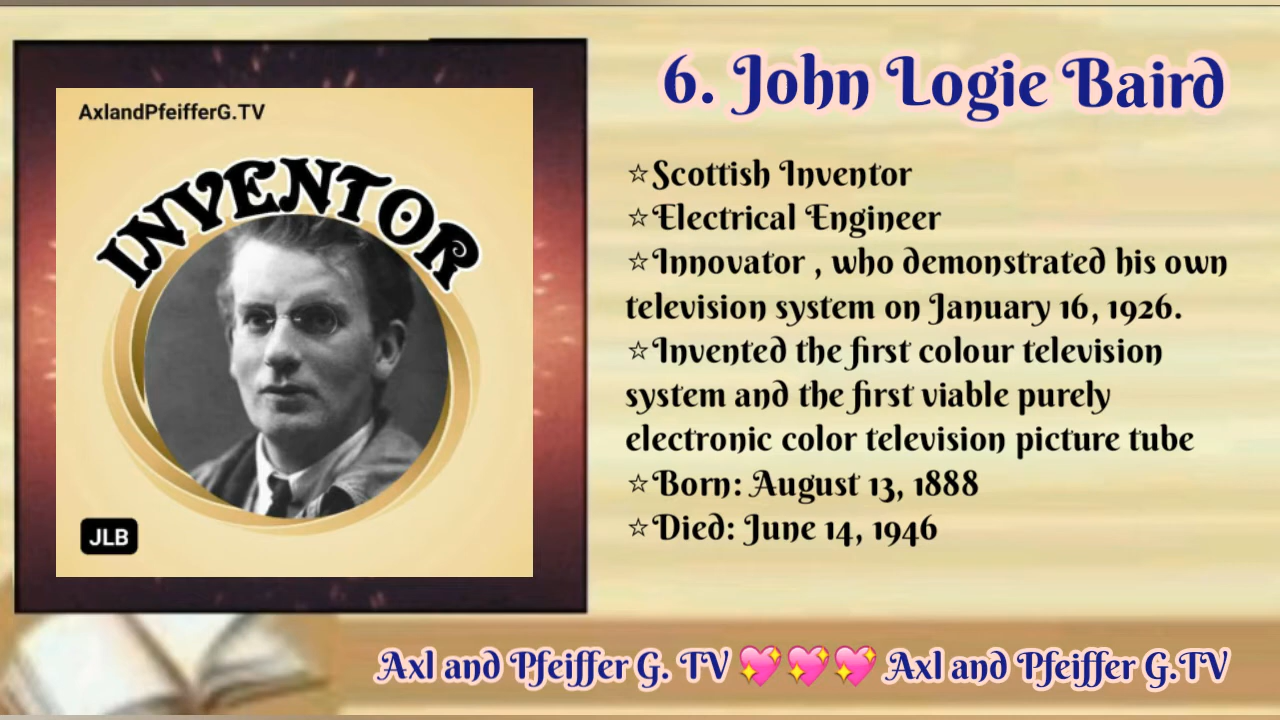 6. John Logie Baird
AxlandPfeifferG.TV
INVENTOR
JLB
☆Scottish Inventor
☆Electrical Engineer
☆Innovator , who demonstrated his own
television system on January 16, 1926.
☆Invented the first colour television
system and the first viable purely
electronic color television picture tube
☆Born: August 13, 1888
☆Died: June 14, 1946
Axl and Pfeiffer G. TV 💖💖💖 Axl and Pfeiffer G.TV